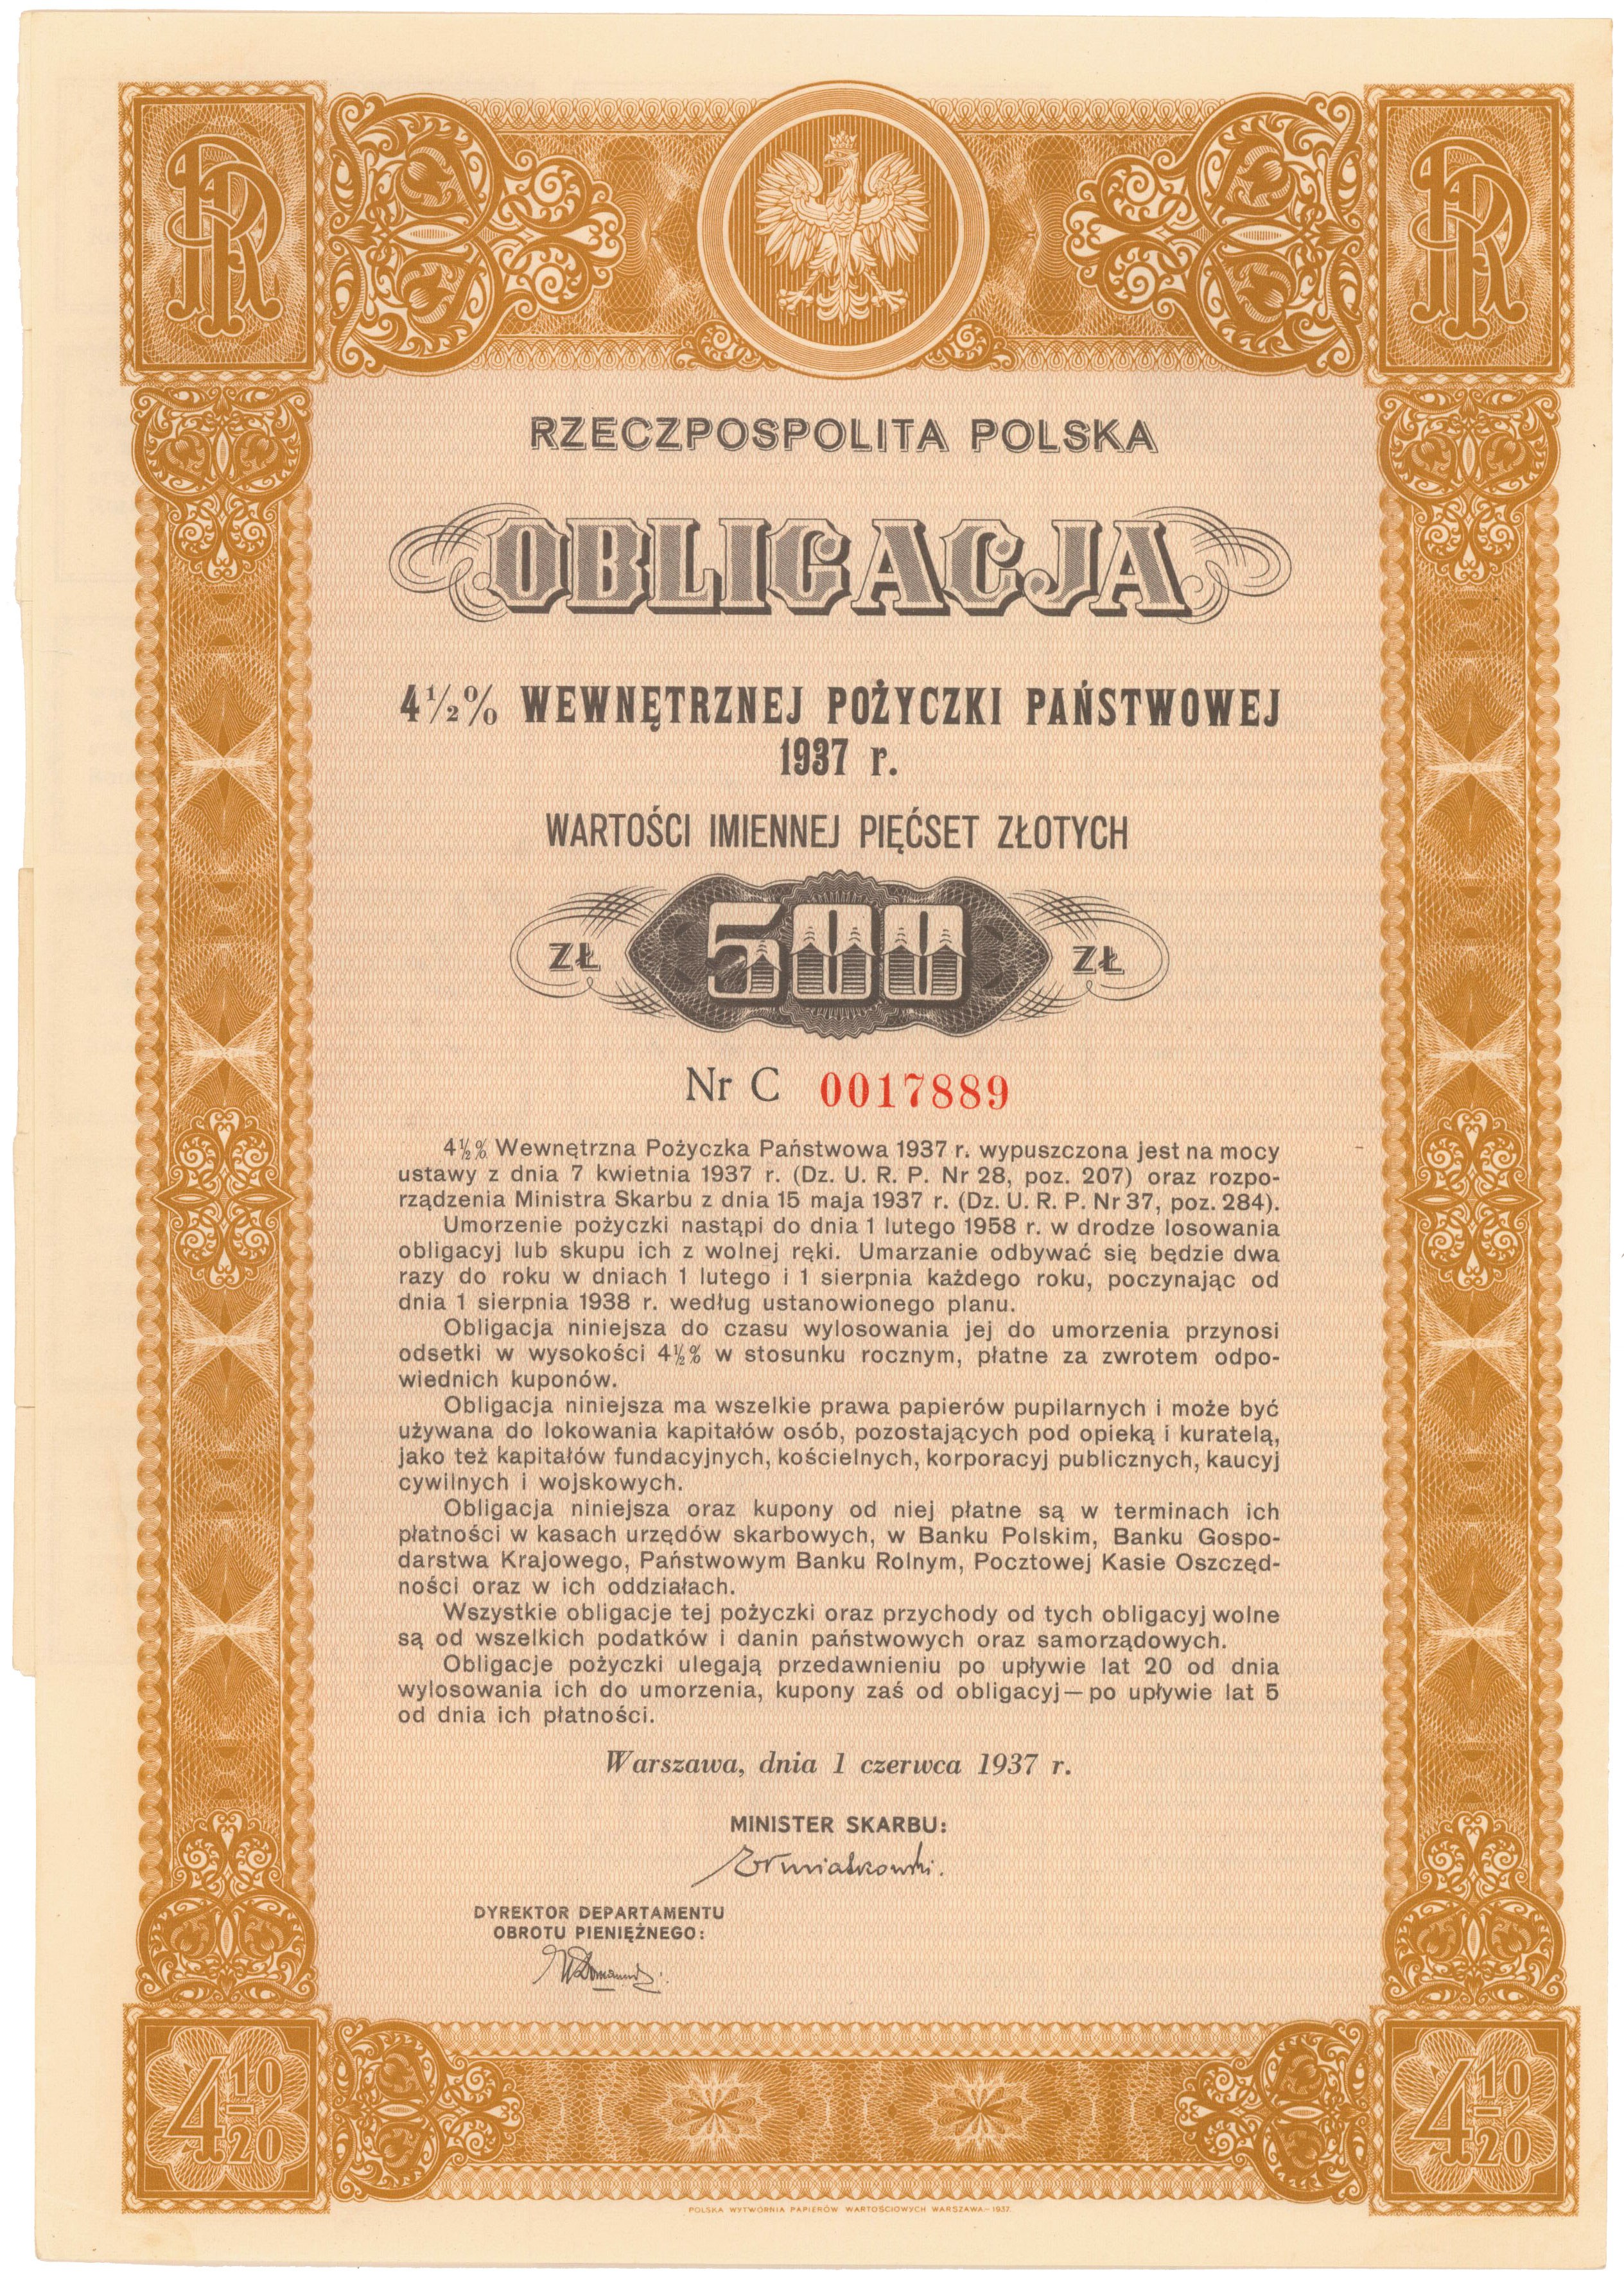 RP
RP
RZECZPOSPOLITA POLSKA
OBLIGACJA
4½% WEWNĘTRZNEJ POŻYCZKI PAŃSTWOWEJ
1937 r.
WARTOŚCI IMIENNEJ PIĘĆSET ZŁOTYCH
ZŁ 500 ZŁ
Nr C 0017889
4½% Wewnętrzna Pożyczka Państwowa 1937 r. wypuszczona jest na mocy
ustawy z dnia 7 kwietnia 1937 r. (Dz. U. R. P. Nr 28, poz. 207) oraz rozpo-
rządzenia Ministra Skarbu z dnia 15 maja 1937 r. (Dz. U. R. P. Nr 37, poz. 284).
Umorzenie pożyczki nastąpi do dnia 1 lutego 1958 r. w drodze losowania
obligacyj lub skupu ich z wolnej ręki. Umarzanie odbywać się będzie dwa
razy do roku w dniach 1 lutego i 1 sierpnia każdego roku, poczynając od
dnia 1 sierpnia 1938 r. według ustanowionego planu.
Obligacja niniejsza do czasu wylosowania jej do umorzenia przynosi
odsetki w wysokości 4½% w stosunku rocznym, płatne za zwrotem odpo-
wiednich kuponów.
Obligacja niniejsza ma wszelkie prawa papierów pupilarnych i może być
używana do lokowania kapitałów osób, pozostających pod opieką i kuratelą,
jako też kapitałów fundacyjnych, kościelnych, korporacyj publicznych, kaucyj
cywilnych i wojskowych.
Obligacja niniejsza oraz kupony od niej płatne są w terminach ich
płatności w kasach urzędów skarbowych, w Banku Polskim, Banku Gospo-
darstwa Krajowego, Państwowym Banku Rolnym, Pocztowej Kasie Oszczęd-
ności oraz w ich oddziałach.
Wszystkie obligacje tej pożyczki oraz przychody od tych obligacyj wolne
są od wszelkich podatków i danin państwowych oraz samorządowych.
Obligacje pożyczki ulegają przedawnieniu po upływie lat 20 od dnia
wylosowania ich do umorzenia, kupony zaś od obligacyj—po upływie lat 5
od dnia ich płatności.
Warszawa, dnia 1 czerwca 1937 r.
MINISTER SKARBU:
DYREKTOR DEPARTAMENTU
OBROTU PIENIĘŻNEGO:
4 10/20
4 10/20
POLSKA WYTWÓRNIA PAPIERÓW WARTOŚCIOWYCH WARSZAWA—1937.